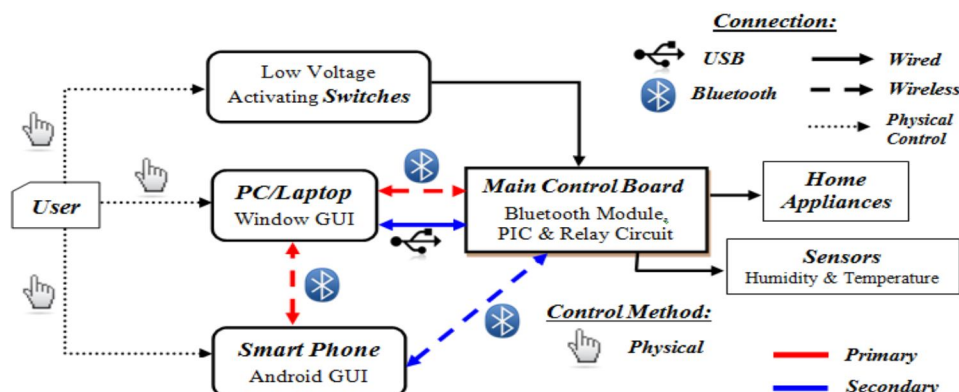 Connection:
USB
Wired
Bluetooth
Wireless
Physical
Control
Low Voltage
Activating Switches
User
PC/Laptop
Window GUI
Main Control Board
Bluetooth Module,
PIC & Relay Circuit
Home
Appliances
Sensors
Humidity & Temperature
Smart Phone
Android GUI
Control Method:
Physical
Primary
Secondary